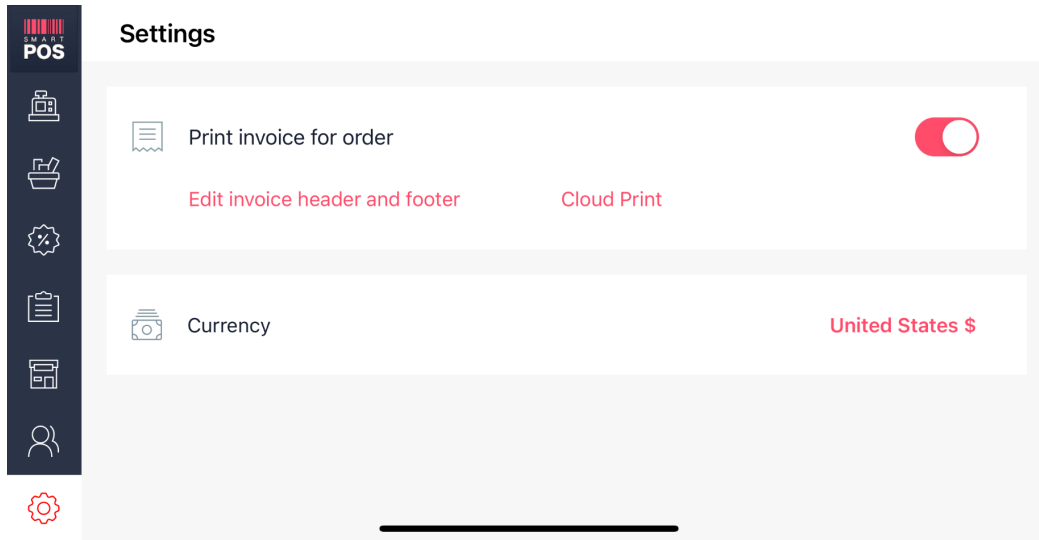 SMART
POS
Settings
Print invoice for order
Edit invoice header and footer
Cloud Print
Currency
United States $